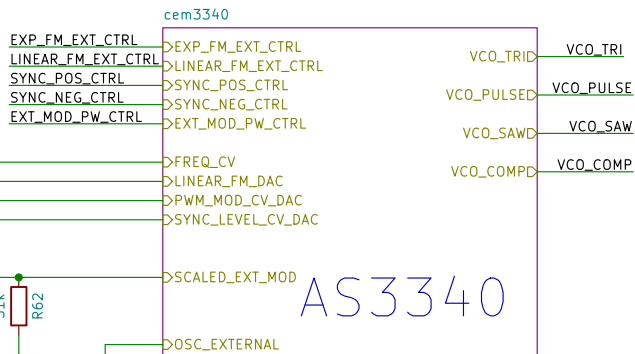 cem3340
EXP_FM_EXT_CTRL
LINEAR_FM_EXT_CTRL
SYNC_POS_CTRL
SYNC_NEG_CTRL
EXT_MOD_PW_CTRL
EXP_FM_EXT_CTRL
LINEAR_FM_EXT_CTRL
SYNC_POS_CTRL
SYNC_NEG_CTRL
EXT_MOD_PW_CTRL
FREQ_CV
LINEAR_FM_DAC
PWM_MOD_CV_DAC
SYNC_LEVEL_CV_DAC
SCALED_EXT_MOD
OSC_EXTERNAL
VCO_TRI
VCO_PULSE
VCO_SAW
VCO_COMP
VCO_TRI
VCO_PULSE
VCO_SAW
VCO_COMP
AS3340
R62